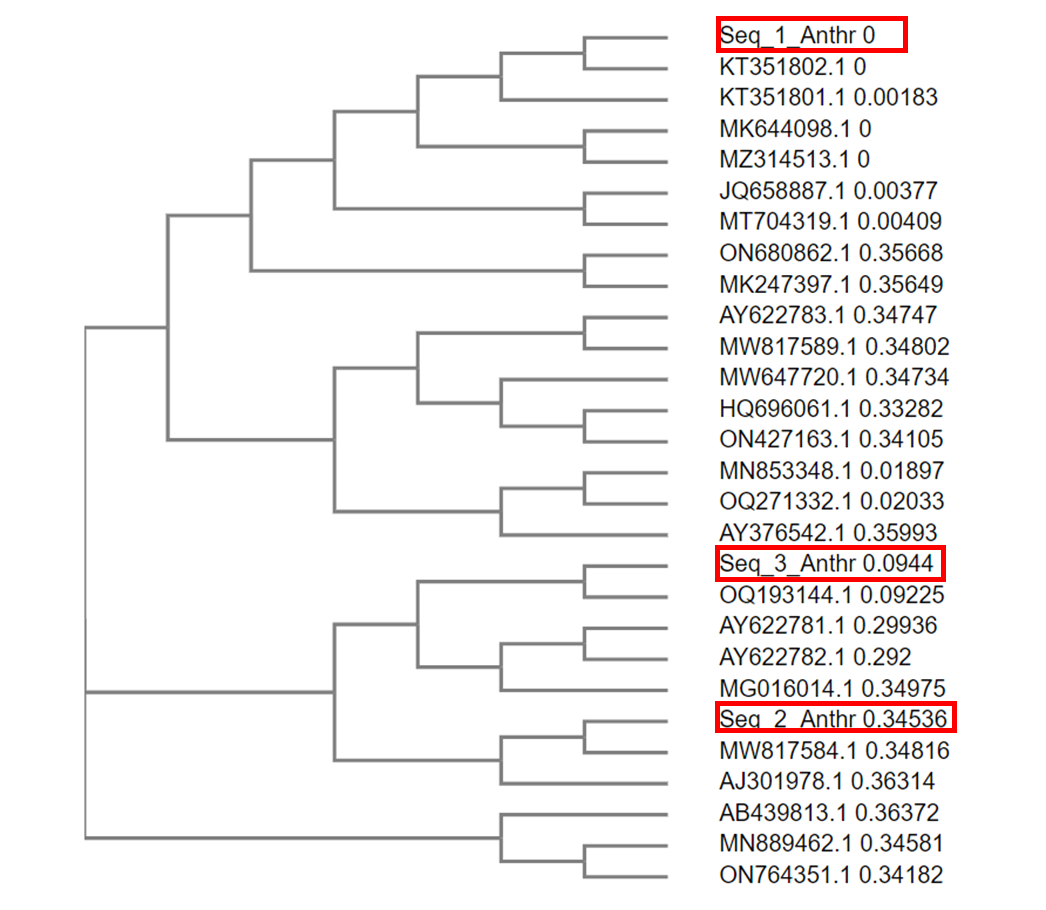 Seq_1_Anthr 0
KT351802.1 0
KT351801.1 0.00183
MK644098.1 0
MZ314513.1 0
JQ658887.1 0.00377
MT704319.1 0.00409
ON680862.1 0.35668
MK247397.1 0.35649
AY622783.1 0.34747
MW817589.1 0.34802
MW647720.1 0.34734
HQ696061.1 0.33282
ON427163.1 0.34105
MN853348.1 0.01897
OQ271332.1 0.02033
AY376542.1 0.35993
Seq_3_Anthr 0.0944
OQ193144.1 0.09225
AY622781.1 0.29936
AY622782.1 0.292
MG016014.1 0.34975
Seq_2_Anthr 0.34536
MW817584.1 0.34816
AJ301978.1 0.36314
AB439813.1 0.36372
MN889462.1 0.34581
ON764351.1 0.34182